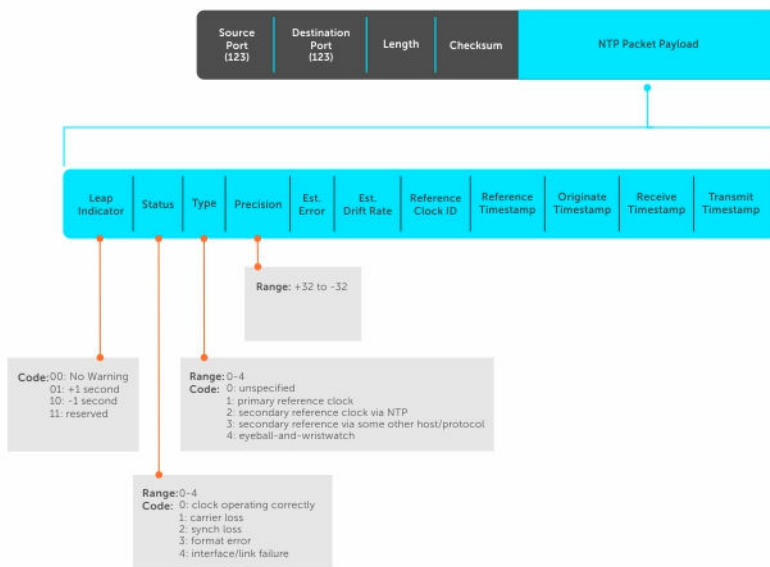 Source Port (123)
Destination Port (123)
Length
Checksum
NTP Packet Payload
Leap Indicator
Status
Type
Precision
Est. Error
Est. Drift Rate
Reference Clock ID
Reference Timestamp
Originate Timestamp
Receive Timestamp
Transmit Timestamp
Range: +32 to -32
Code: 00: No Warning
01: +1 second
10: -1 second
11: reserved
Range: 0-4
Code: 0: unspecified
1: primary reference clock
2: secondary reference clock via NTP
3: secondary reference via some other host/protocol
4: eyeball-and-wristwatch
Range: 0-4
Code: 0: clock operating correctly
1: carrier loss
2: synch loss
3: format error
4: interface/link failure